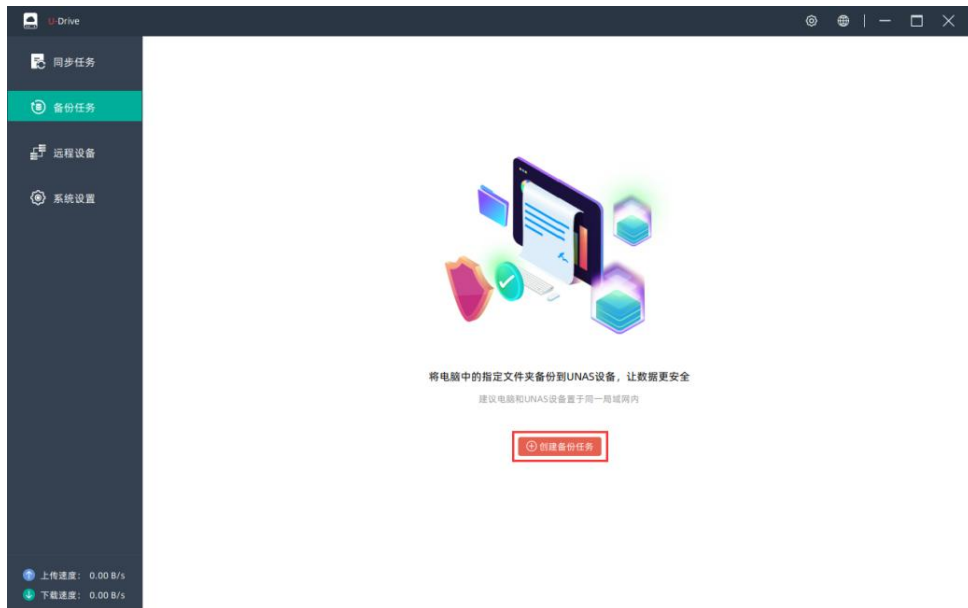 U-Drive
同步任务
备份任务
远程设备
系统设置
将电脑中的指定文件夹备份到UNAS设备，让数据更安全
建议电脑和UNAS设备置于同一局域网内
创建备份任务
上传速度： 0.00 B/s
下载速度： 0.00 B/s